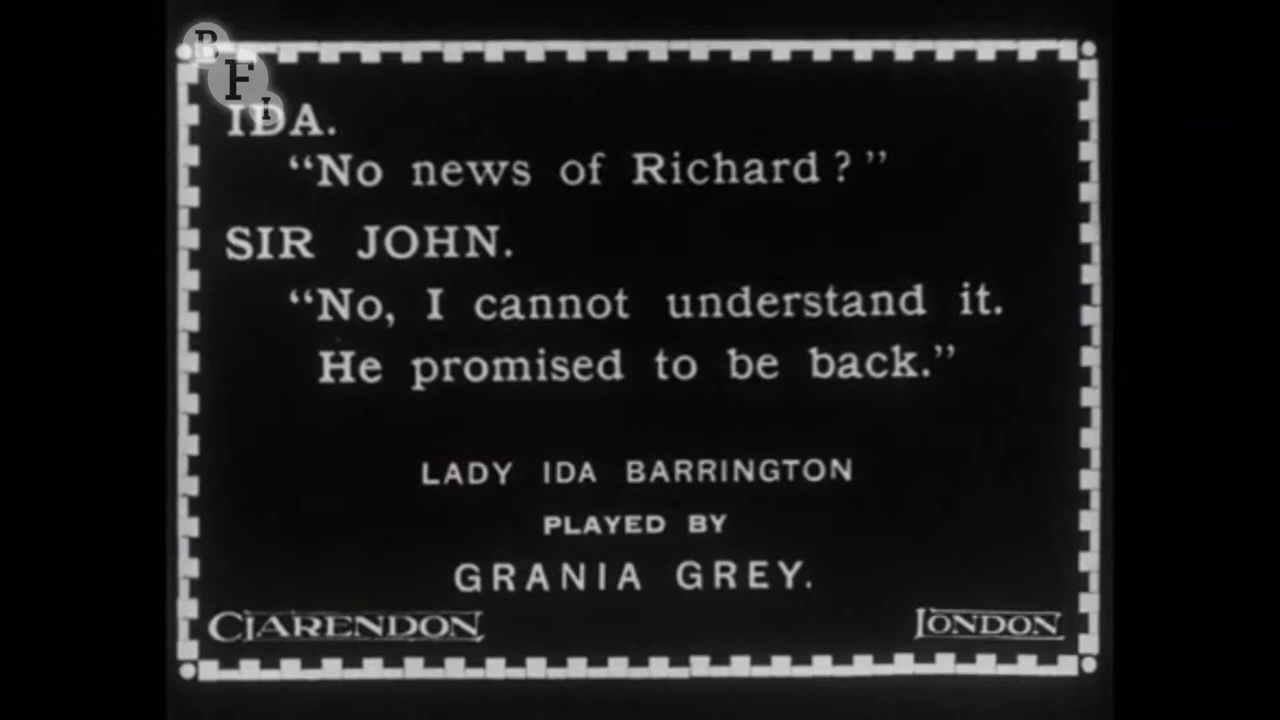 BFI
IDA.
“No news of Richard?”
SIR JOHN.
“No, I cannot understand it.
He promised to be back.”
LADY IDA BARRINGTON
PLAYED BY
GRANIA GREY.
CLARENDON
LONDON